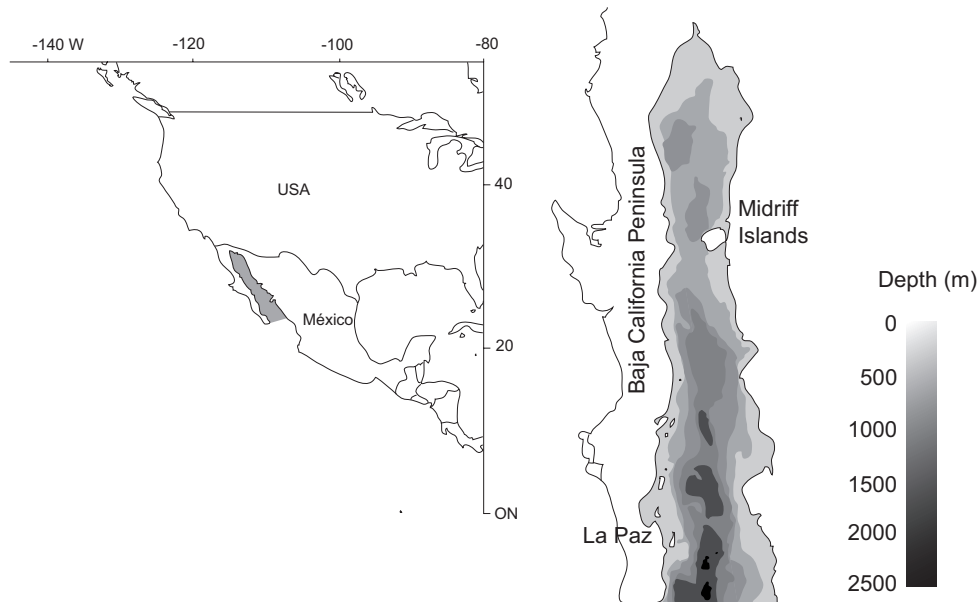 -140 W
-120
-100
-80
40
USA
México
20
ON
Baja California Peninsula
Midriff
Islands
La Paz
Depth (m)
0
500
1000
1500
2000
2500